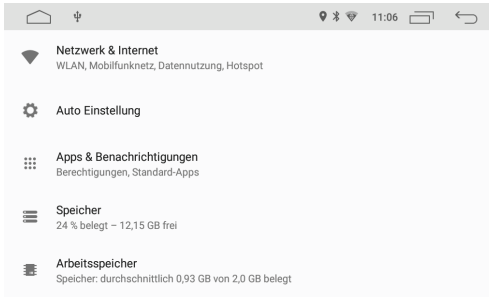 11:06
Netzwerk & Internet
WLAN, Mobilfunknetz, Datennutzung, Hotspot
Auto Einstellung
Apps & Benachrichtigungen
Berechtigungen, Standard-Apps
Speicher
24 % belegt – 12,15 GB frei
Arbeitsspeicher
Speicher: durchschnittlich 0,93 GB von 2,0 GB belegt